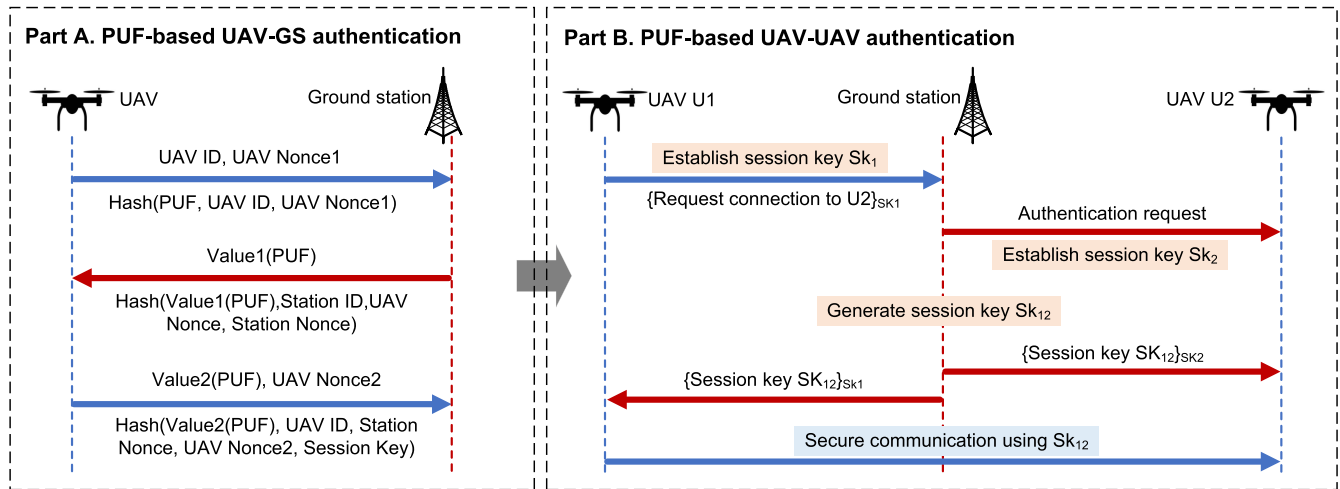 Part A. PUF-based UAV-GS authentication
UAV
Ground station
UAV ID, UAV Nonce1
Hash(PUF, UAV ID, UAV Nonce1)
Value1(PUF)
Hash(Value1(PUF),Station ID,UAV
Nonce, Station Nonce)
Value2(PUF), UAV Nonce2
Hash(Value2(PUF), UAV ID, Station
Nonce, UAV Nonce2, Session Key)
Part B. PUF-based UAV-UAV authentication
UAV U1
Ground station
UAV U2
Establish session key Sk₁
{Request connection to U2}SK1
Authentication request
Establish session key Sk₂
Generate session key Sk₁₂
{Session key SK₁₂}SK2
{Session key SK₁₂}Sk1
Secure communication using Sk₁₂